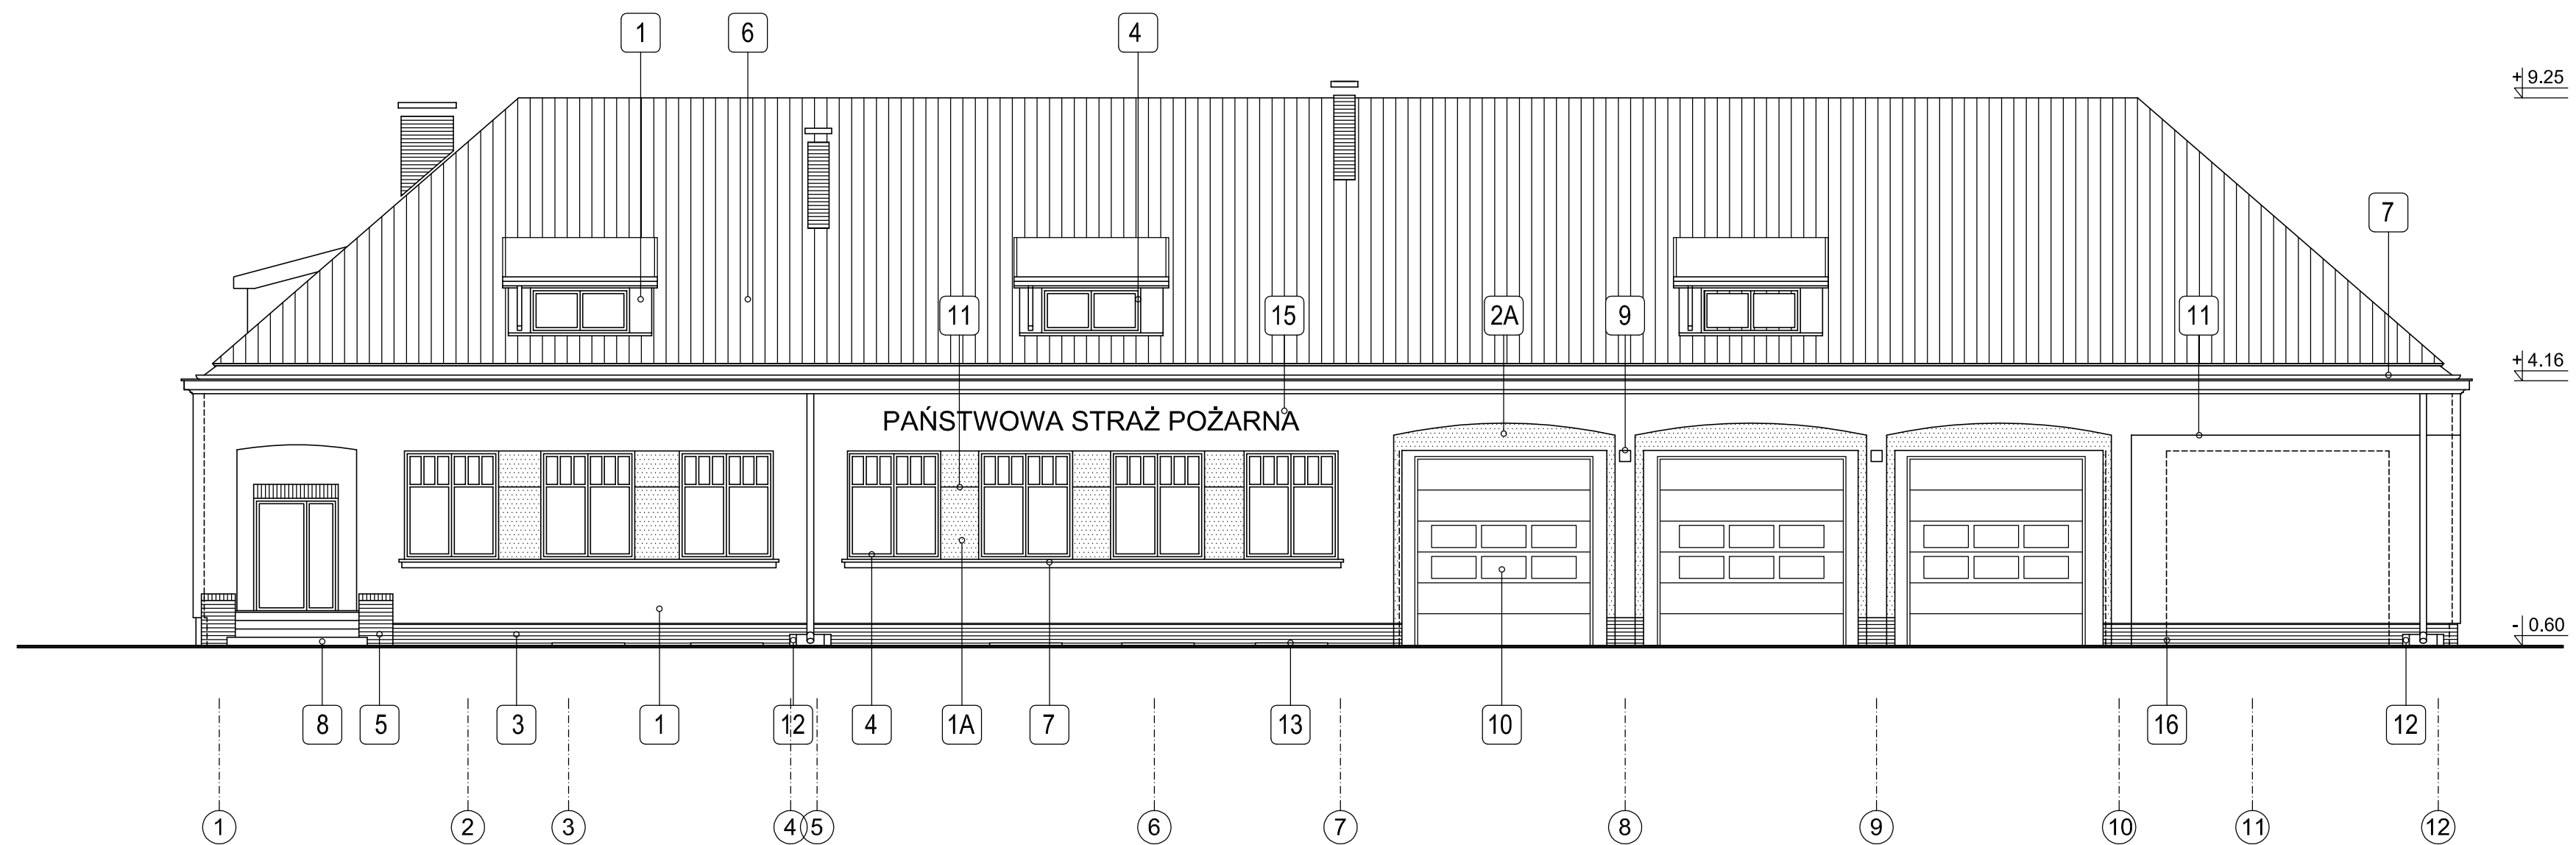 1 6 4
+ 9.25
7
11 15 2A 9 11
+ 4.16
PAŃSTWOWA STRAŻ POŻARNA
- 0.60
8 5 3 1 12 4 1A 7 13 10 16 12
1 2 3 4 5 6 7 8 9 10 11 12